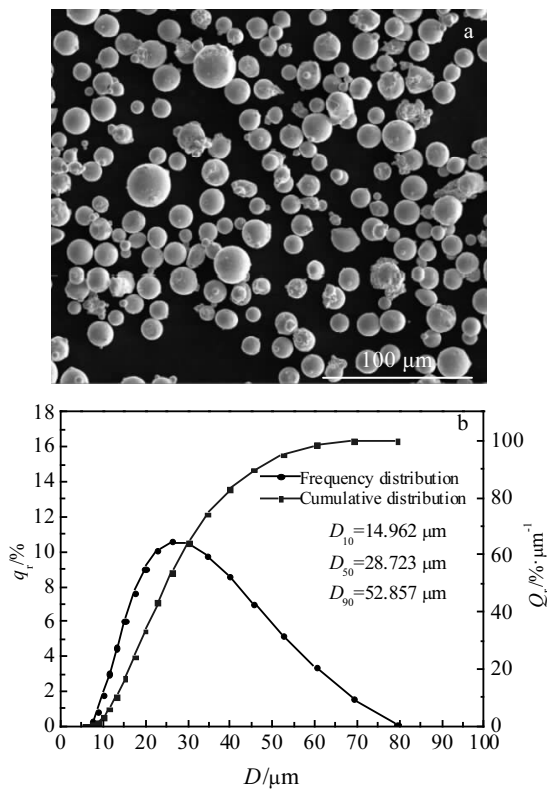 a
100 μm
b
18
16
14
12
10
8
6
4
2
0
q_r/%
Frequency distribution
Cumulative distribution
D₁₀=14.962 μm
D₅₀=28.723 μm
D₉₀=52.857 μm
100
80
60
40
20
0
Q_r/%·μm⁻¹
0 10 20 30 40 50 60 70 80 90 100
D/μm